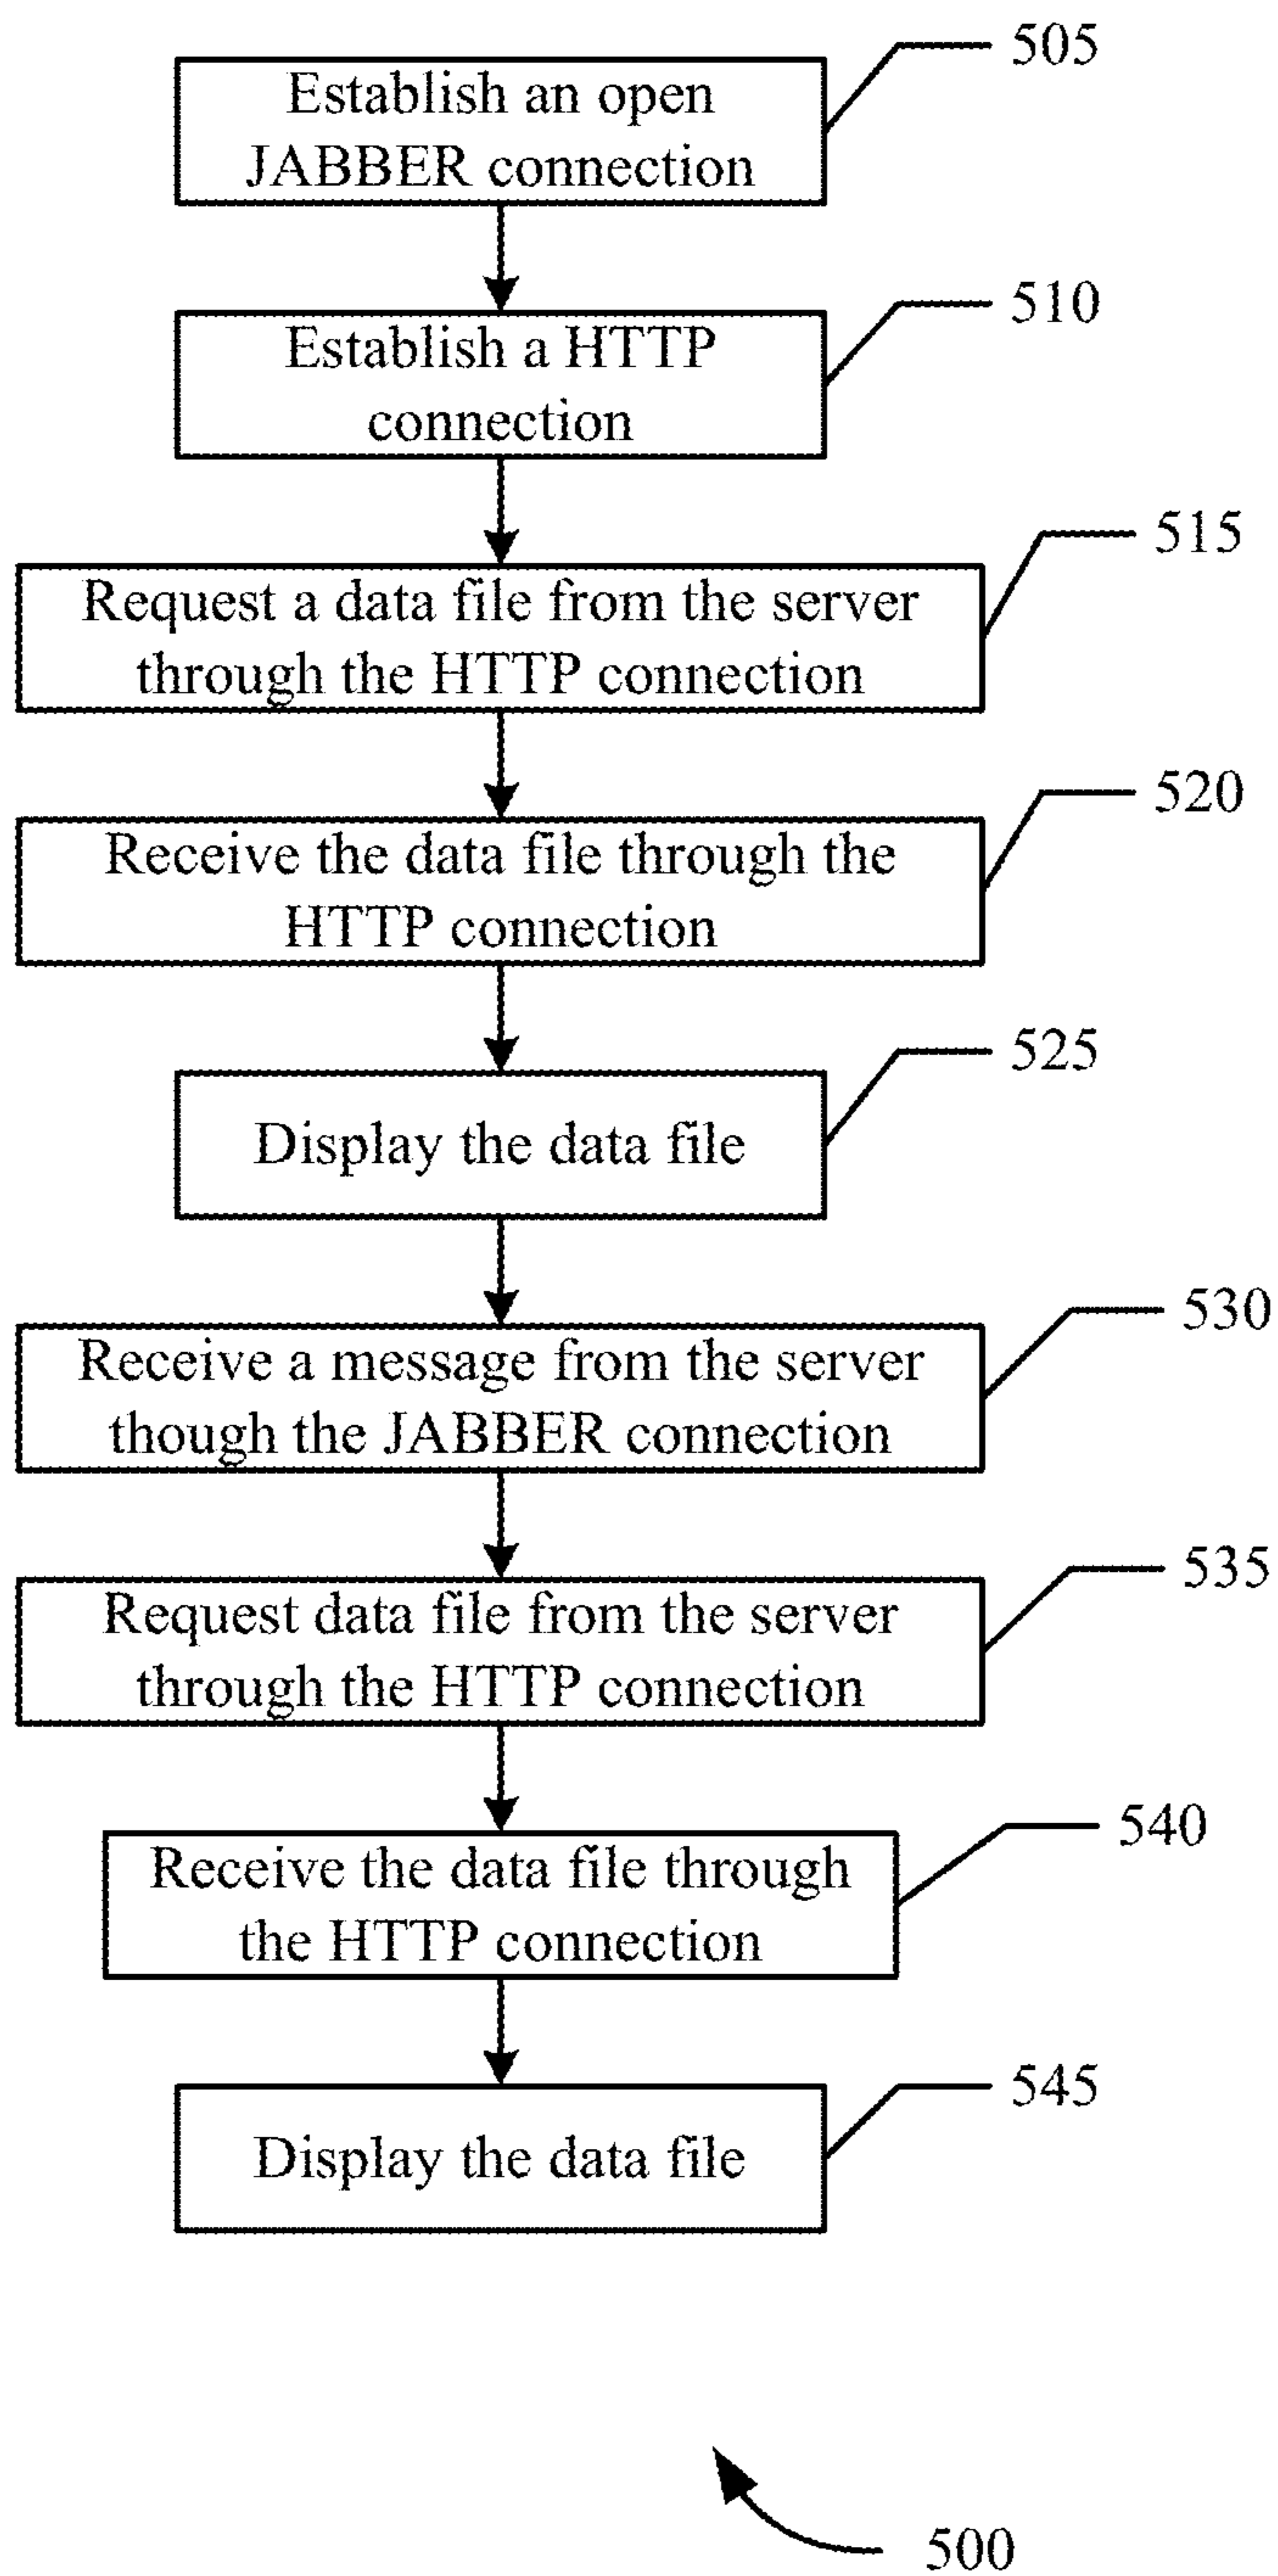 505
Establish an open
JABBER connection
510
Establish a HTTP
connection
515
Request a data file from the server
through the HTTP connection
520
Receive the data file through the
HTTP connection
525
Display the data file
530
Receive a message from the server
though the JABBER connection
535
Request data file from the server
through the HTTP connection
540
Receive the data file through
the HTTP connection
545
Display the data file
500